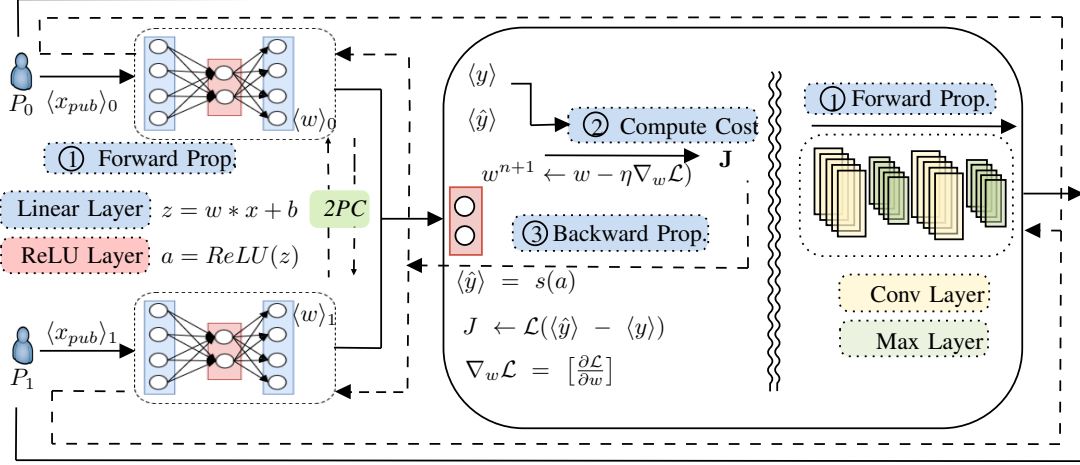 P₀
⟨x_pub⟩₀
⟨w⟩₀
① Forward Prop.
Linear Layer z = w ∗ x + b
ReLU Layer a = ReLU(z)
2PC
P₁
⟨x_pub⟩₁
⟨w⟩₁
⟨y⟩
⟨ŷ⟩
② Compute Cost
J
wⁿ⁺¹ ← w − η∇_w ℒ)
③ Backward Prop.
⟨ŷ⟩ = s(a)
J ← ℒ(⟨ŷ⟩ − ⟨y⟩)
∇_w ℒ = [∂ℒ/∂w]
① Forward Prop.
Conv Layer
Max Layer